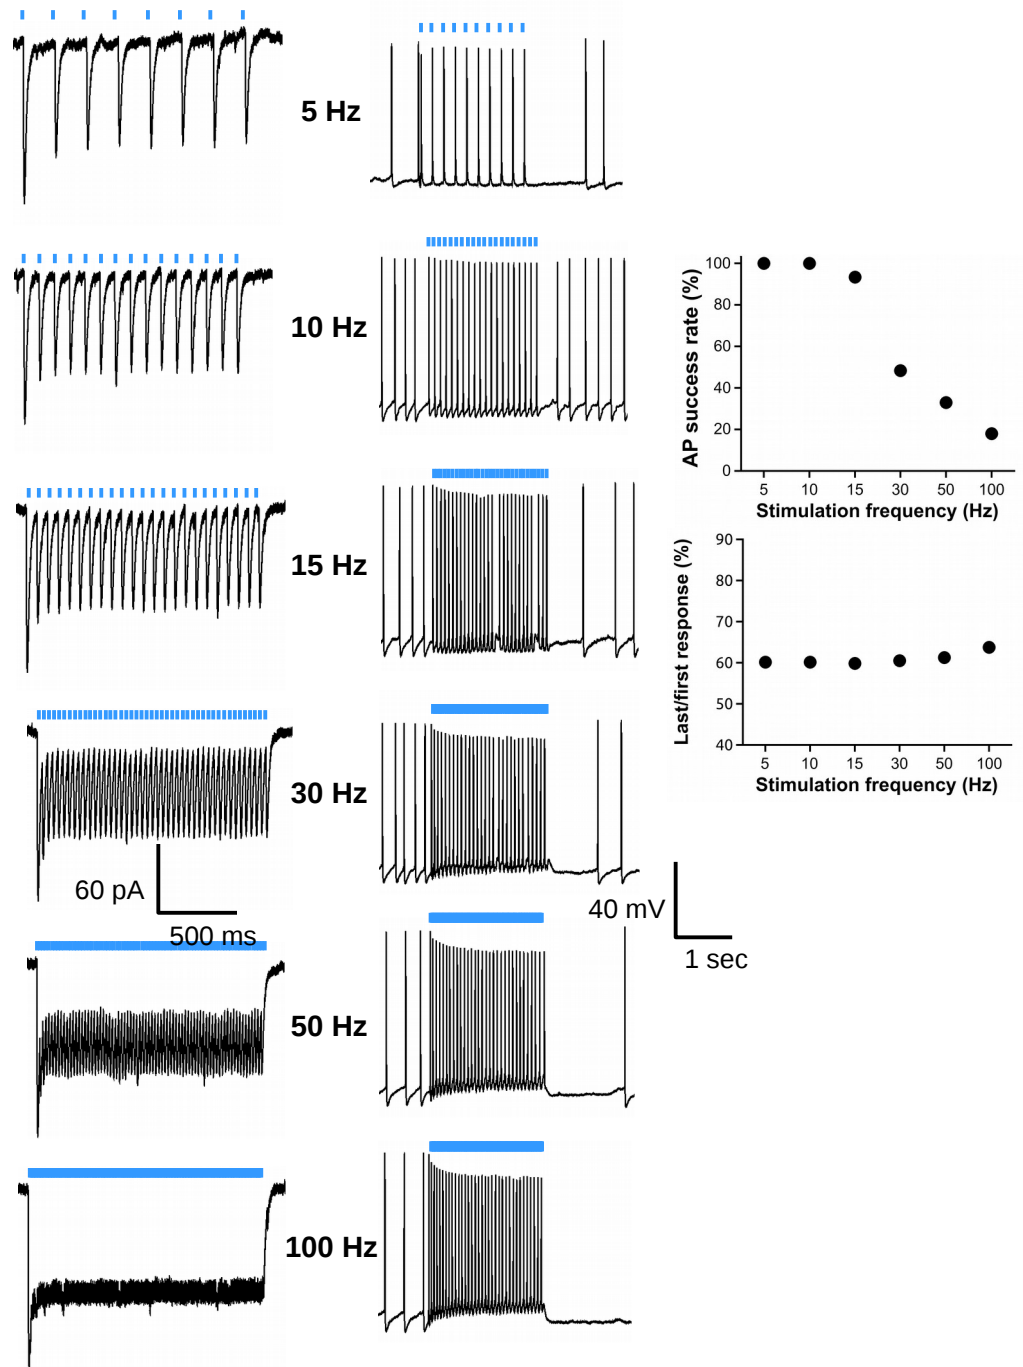 5 Hz
10 Hz
15 Hz
30 Hz
60 pA
500 ms
50 Hz
100 Hz
40 mV
1 sec
AP success rate (%)
100
80
60
40
20
0
5 10 15 30 50 100
Stimulation frequency (Hz)
Last/first response (%)
90
80
70
60
50
40
5 10 15 30 50 100
Stimulation frequency (Hz)